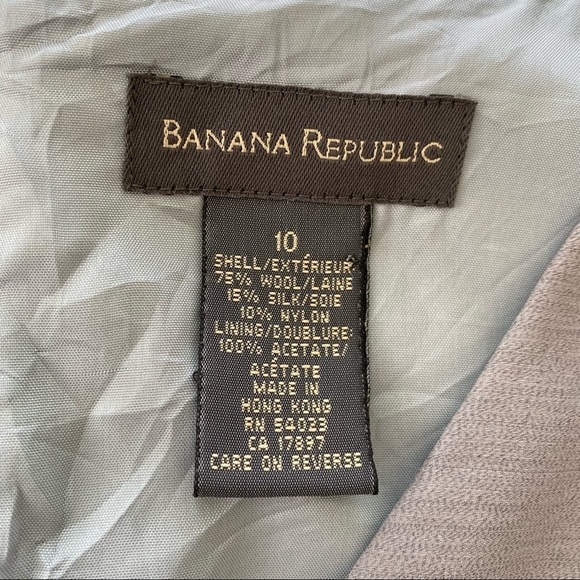 BANANA REPUBLIC
10
SHELL/EXTÉRIEUR:
75% WOOL/LAINE
15% SILK/SOIE
10% NYLON
LINING/DOUBLURE:
100% ACETATE/
ACÉTATE
MADE IN
HONG KONG
RN 54023
CA 17897
CARE ON REVERSE